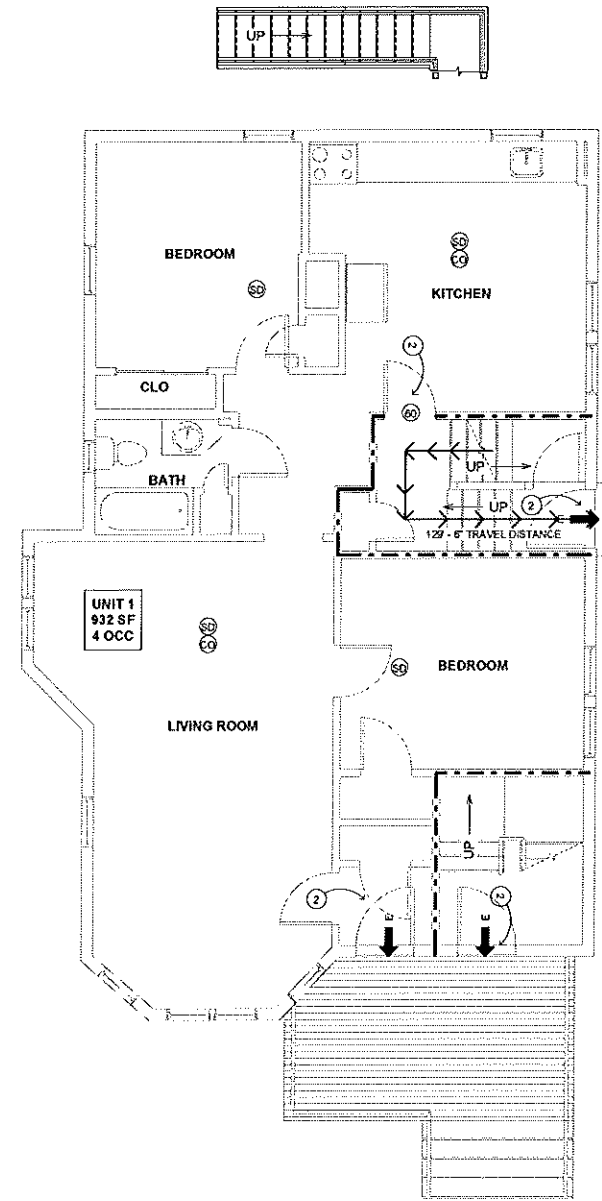 UP
BEDROOM
SD
SD
CO
KITCHEN
CLO
2
60
BATH
UP
UP
2
E
129' - 6" TRAVEL DISTANCE
UNIT 1
932 SF
4 OCC
SD
CO
SD
BEDROOM
LIVING ROOM
UP
2
2
E
E